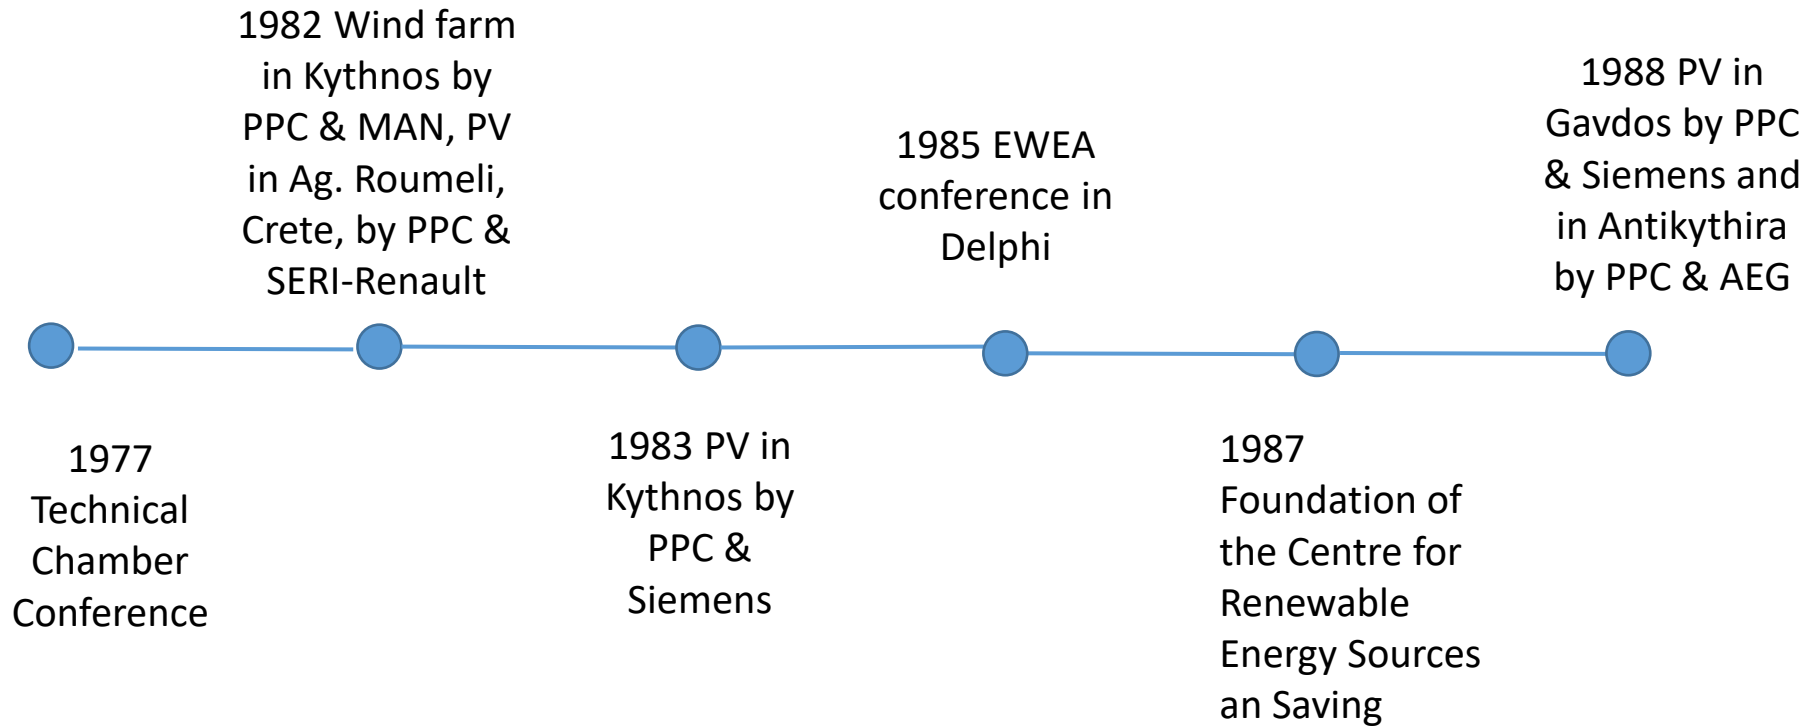 1977
Technical
Chamber
Conference
1982 Wind farm
in Kythnos by
PPC & MAN, PV
in Ag. Roumeli,
Crete, by PPC &
SERI-Renault
1983 PV in
Kythnos by
PPC &
Siemens
1985 EWEA
conference in
Delphi
1987
Foundation of
the Centre for
Renewable
Energy Sources
an Saving
1988 PV in
Gavdos by PPC
& Siemens and
in Antikythira
by PPC & AEG